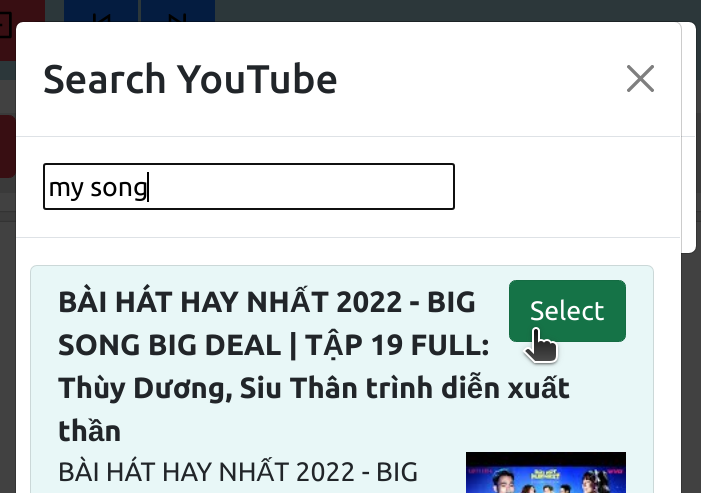 Search YouTube
my song
BÀI HÁT HAY NHẤT 2022 - BIG
Select
SONG BIG DEAL | TẬP 19 FULL:
Thùy Dương, Siu Thân trình diễn xuất
thần
BÀI HÁT HAY NHẤT 2022 - BIG